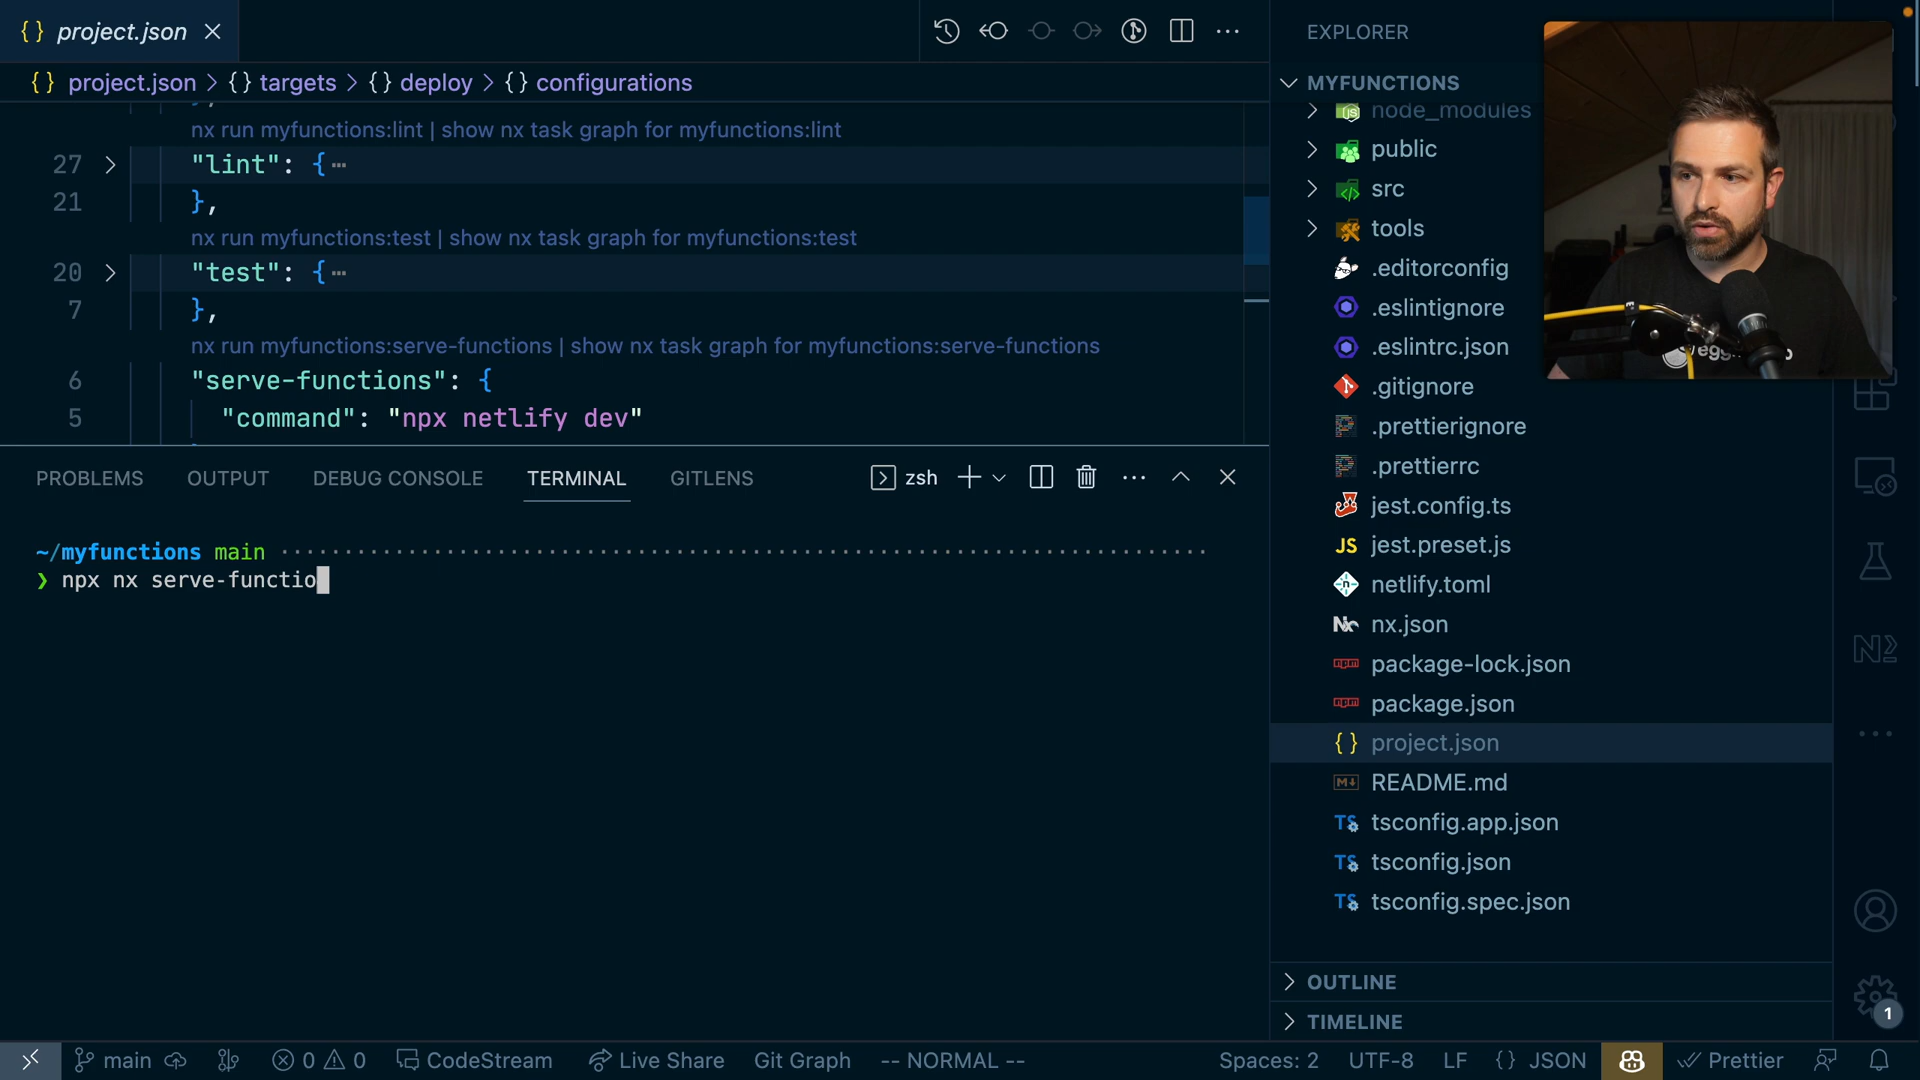 {} project.json
EXPLORER
{} project.json > {} targets > {} deploy > {} configurations
MYFUNCTIONS
nx run myfunctions:lint | show nx task graph for myfunctions:lint
27 "lint": {⋯
21 },
nx run myfunctions:test | show nx task graph for myfunctions:test
20 "test": {⋯
7 },
nx run myfunctions:serve-functions | show nx task graph for myfunctions:serve-functions
6 "serve-functions": {
5 "command": "npx netlify dev"
PROBLEMS OUTPUT DEBUG CONSOLE TERMINAL GITLENS zsh
~/myfunctions main
❯ npx nx serve-functio
node_modules
public
src
tools
.editorconfig
.eslintignore
.eslintrc.json
.gitignore
.prettierignore
.prettierrc
jest.config.ts
JS jest.preset.js
netlify.toml
nx.json
package-lock.json
package.json
{} project.json
README.md
TS tsconfig.app.json
TS tsconfig.json
TS tsconfig.spec.json
OUTLINE
TIMELINE
1
main 0 0 CodeStream Live Share Git Graph -- NORMAL -- Spaces: 2 UTF-8 LF {} JSON Prettier